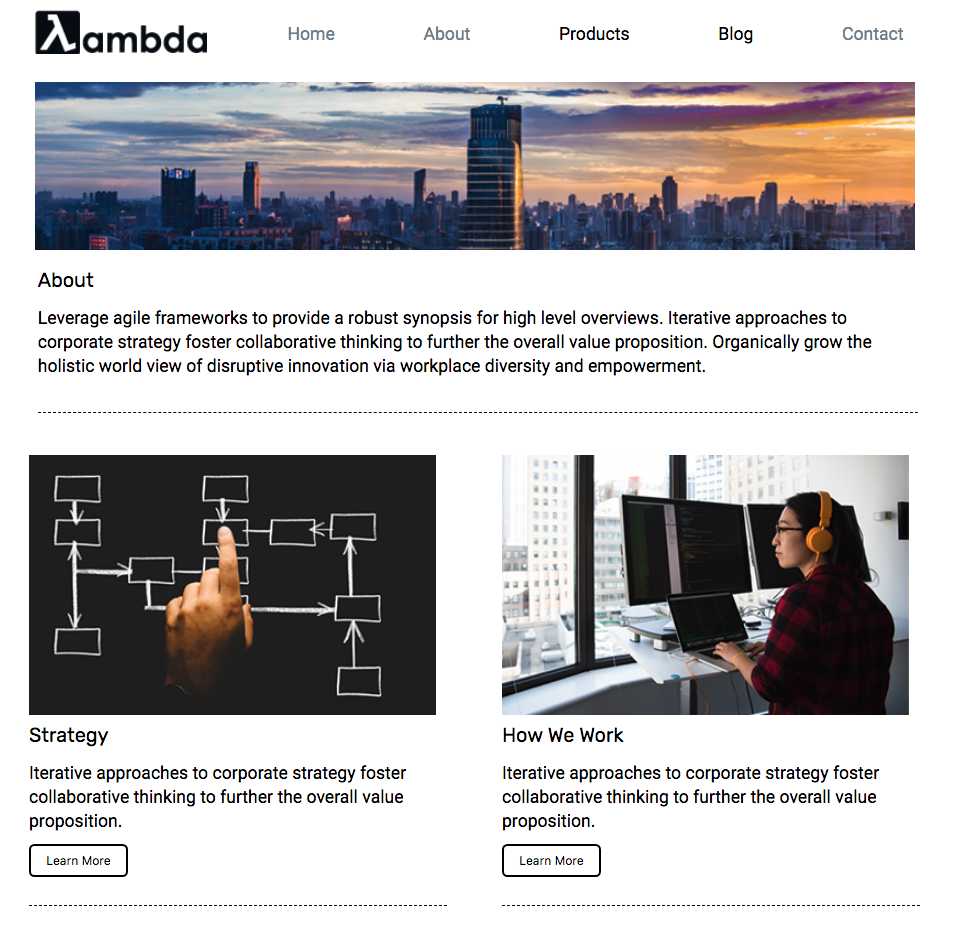 λambda
Home
About
Products
Blog
Contact
About
Leverage agile frameworks to provide a robust synopsis for high level overviews. Iterative approaches to
corporate strategy foster collaborative thinking to further the overall value proposition. Organically grow the
holistic world view of disruptive innovation via workplace diversity and empowerment.
Strategy
Iterative approaches to corporate strategy foster
collaborative thinking to further the overall value
proposition.
Learn More
How We Work
Iterative approaches to corporate strategy foster
collaborative thinking to further the overall value
proposition.
Learn More